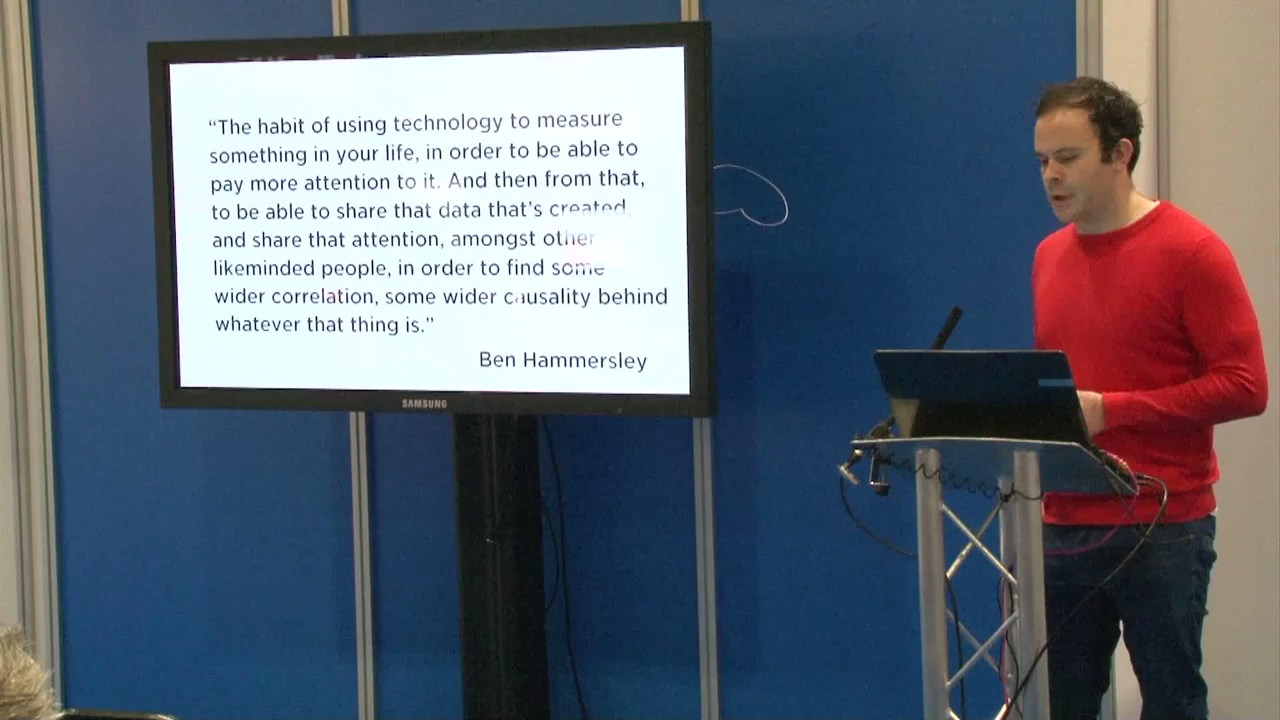 “The habit of using technology to measure
something in your life, in order to be able to
pay more attention to it. And then from that,
to be able to share that data that’s created,
and share that attention, amongst other
likeminded people, in order to find some
wider correlation, some wider causality behind
whatever that thing is.”
Ben Hammersley
SAMSUNG